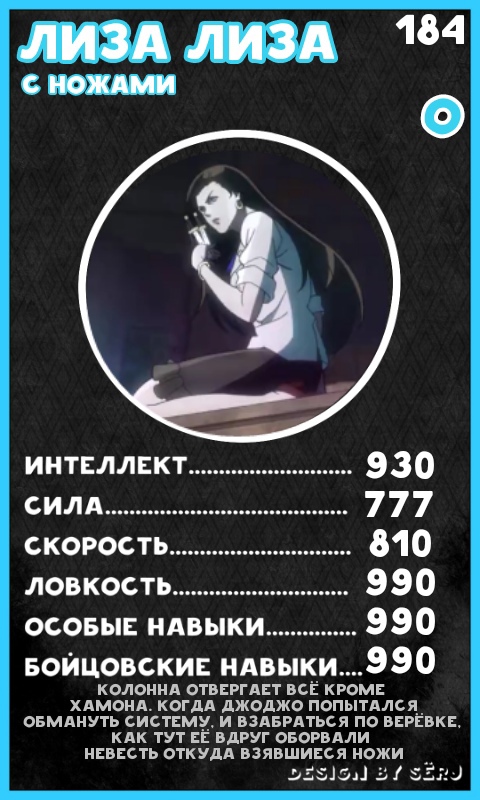 ЛИЗА ЛИЗА
184
С НОЖАМИ
ИНТЕЛЛЕКТ.................................. 930
СИЛА.................................................. 777
СКОРОСТЬ..................................... 810
ЛОВКОСТЬ.................................... 990
ОСОБЫЕ НАВЫКИ.................. 990
БОЙЦОВСКИЕ НАВЫКИ.... 990
КОЛОННА ОТВЕРГАЕТ ВСЁ КРОМЕ
ХАМОНА. КОГДА ДЖОДЖО ПОПЫТАЛСЯ
ОБМАНУТЬ СИСТЕМУ, И ВЗАБРАТЬСЯ ПО ВЕРЁВКЕ,
КАК ТУТ ЕЁ ВДРУГ ОБОРВАЛИ
НЕВЕСТЬ ОТКУДА ВЗЯВШИЕСЯ НОЖИ
DESIGN BY SЁRJ